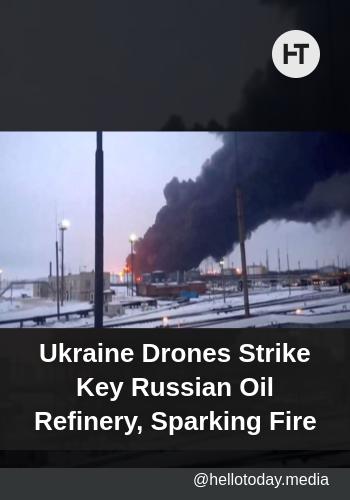 HT
Ukraine Drones Strike
Key Russian Oil
Refinery, Sparking Fire
@hellotoday.media